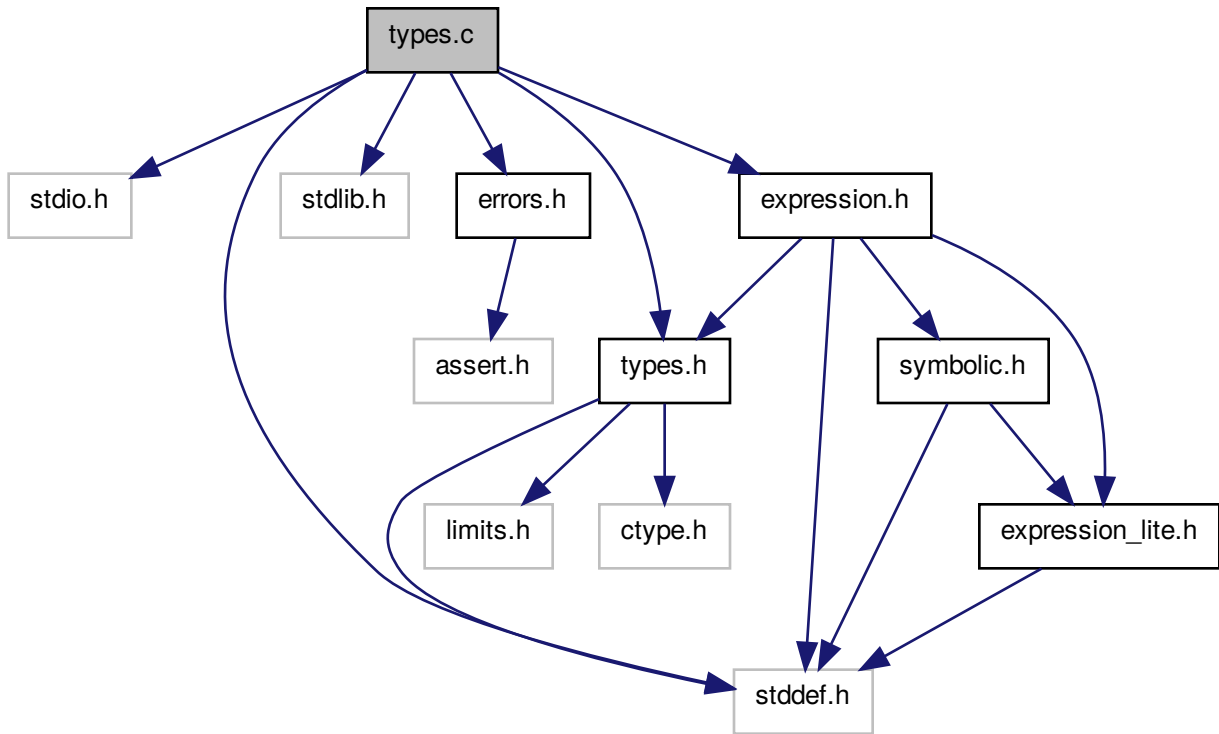 types.c
stdio.h
stdlib.h
errors.h
expression.h
assert.h
types.h
symbolic.h
limits.h
ctype.h
expression_lite.h
stddef.h